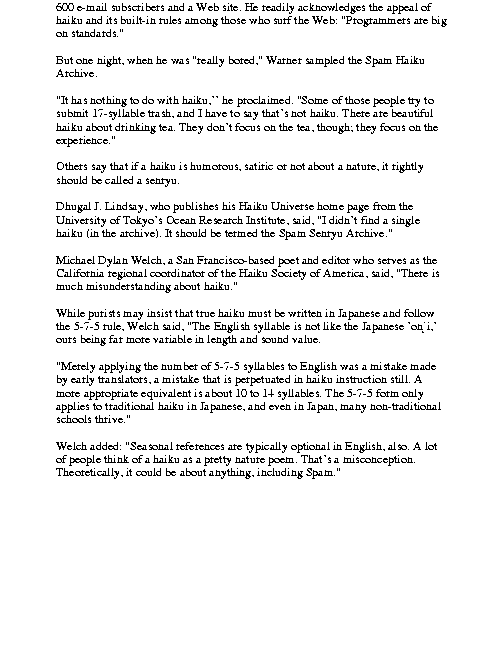 600 e-mail subscribers and a Web site. He readily acknowledges the appeal of
haiku and its built-in rules among those who surf the Web: "Programmers are big
on standards."
But one night, when he was "really bored," Warner sampled the Spam Haiku
Archive.
"It has nothing to do with haiku,'' he proclaimed. "Some of those people try to
submit 17-syllable trash, and I have to say that's not haiku. There are beautiful
haiku about drinking tea. They don't focus on the tea, though; they focus on the
experience."
Others say that if a haiku is humorous, satiric or not about a nature, it rightly
should be called a senryu.
Dhugal J. Lindsay, who publishes his Haiku Universe home page from the
University of Tokyo's Ocean Research Institute, said, "I didn't find a single
haiku (in the archive). It should be termed the Spam Senryu Archive."
Michael Dylan Welch, a San Francisco-based poet and editor who serves as the
California regional coordinator of the Haiku Society of America, said, "There is
much misunderstanding about haiku."
While purists may insist that true haiku must be written in Japanese and follow
the 5-7-5 rule, Welch said, "The English syllable is not like the Japanese 'on'i,'
ours being far more variable in length and sound value.
"Merely applying the number of 5-7-5 syllables to English was a mistake made
by early translators, a mistake that is perpetuated in haiku instruction still. A
more appropriate equivalent is about 10 to 14 syllables. The 5-7-5 form only
applies to traditional haiku in Japanese, and even in Japan, many non-traditional
schools thrive."
Welch added: "Seasonal references are typically optional in English, also. A lot
of people think of a haiku as a pretty nature poem. That's a misconception.
Theoretically, it could be about anything, including Spam."